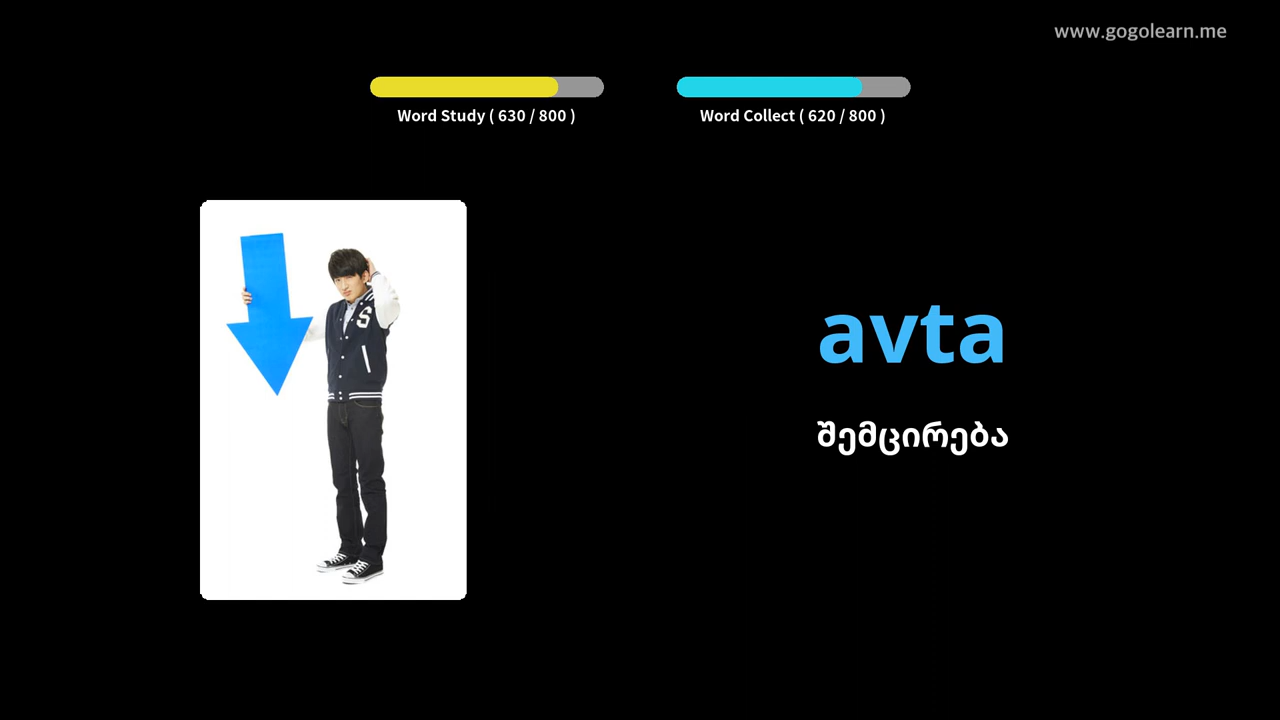 www.gogolearn.me
Word Study ( 630 / 800 )
Word Collect ( 620 / 800 )
S
avta
შემცირება